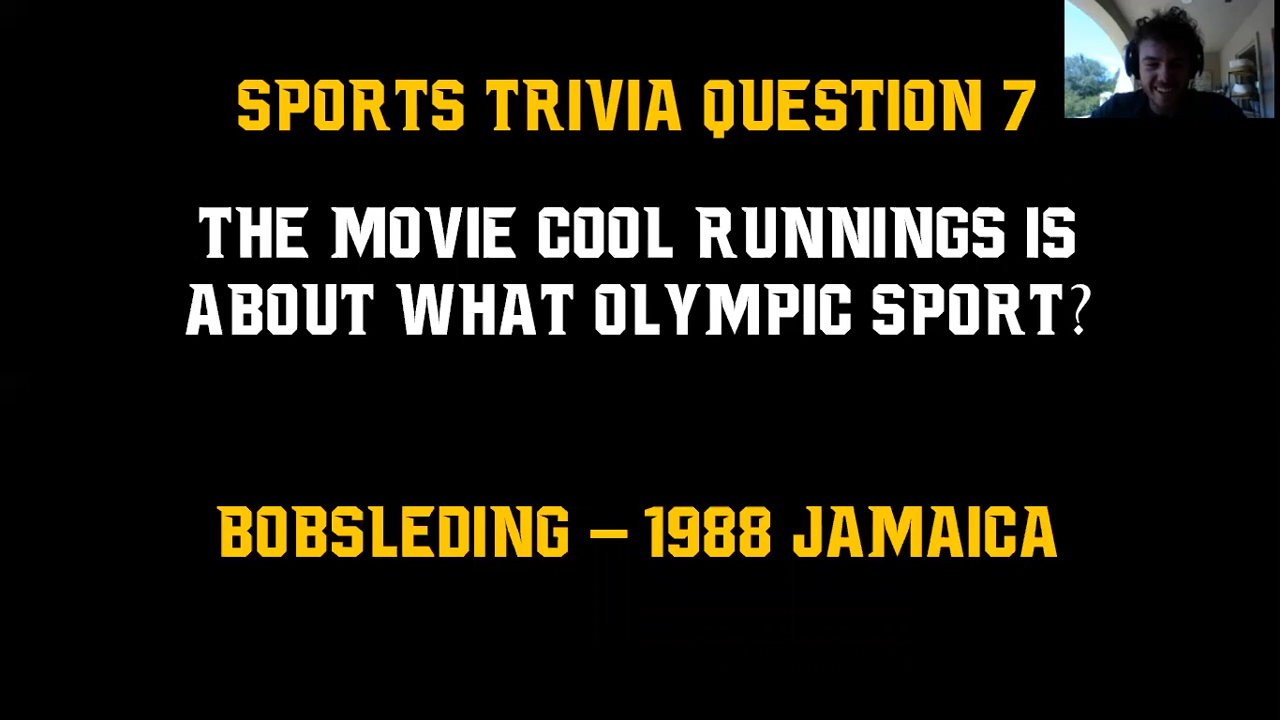 SPORTS TRIVIA QUESTION 7
THE MOVIE COOL RUNNINGS IS
ABOUT WHAT OLYMPIC SPORT?
BOBSLEDING – 1988 JAMAICA